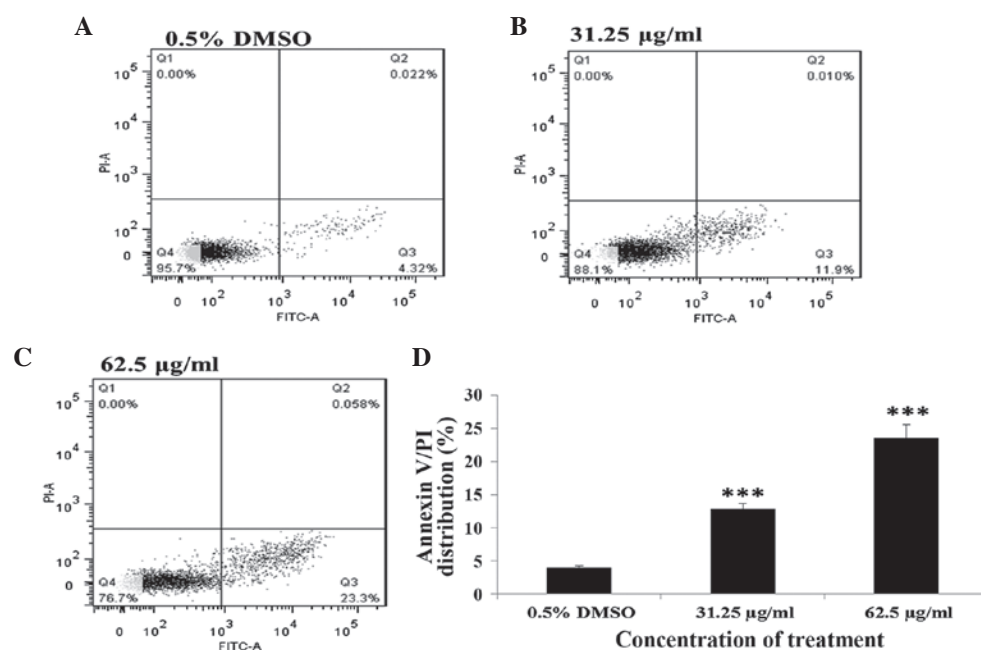 A
0.5% DMSO
Q1
0.00%
Q2
0.022%
10^5
10^4
10^3
10^2
0
PI-A
Q4
95.7%
Q3
4.32%
0 10^2 10^3 10^4 10^5
FITC-A
B
31.25 µg/ml
Q1
0.00%
Q2
0.010%
10^5
10^4
10^3
10^2
0
PI-A
Q4
88.1%
Q3
11.9%
0 10^2 10^3 10^4 10^5
FITC-A
C
62.5 µg/ml
Q1
0.00%
Q2
0.058%
10^5
10^4
10^3
10^2
0
PI-A
Q4
76.7%
Q3
23.3%
0 10^2 10^3 10^4 10^5
FITC-A
D
Annexin V/PI
distribution (%)
30
25
20
15
10
5
0
***
***
0.5% DMSO 31.25 µg/ml 62.5 µg/ml
Concentration of treatment